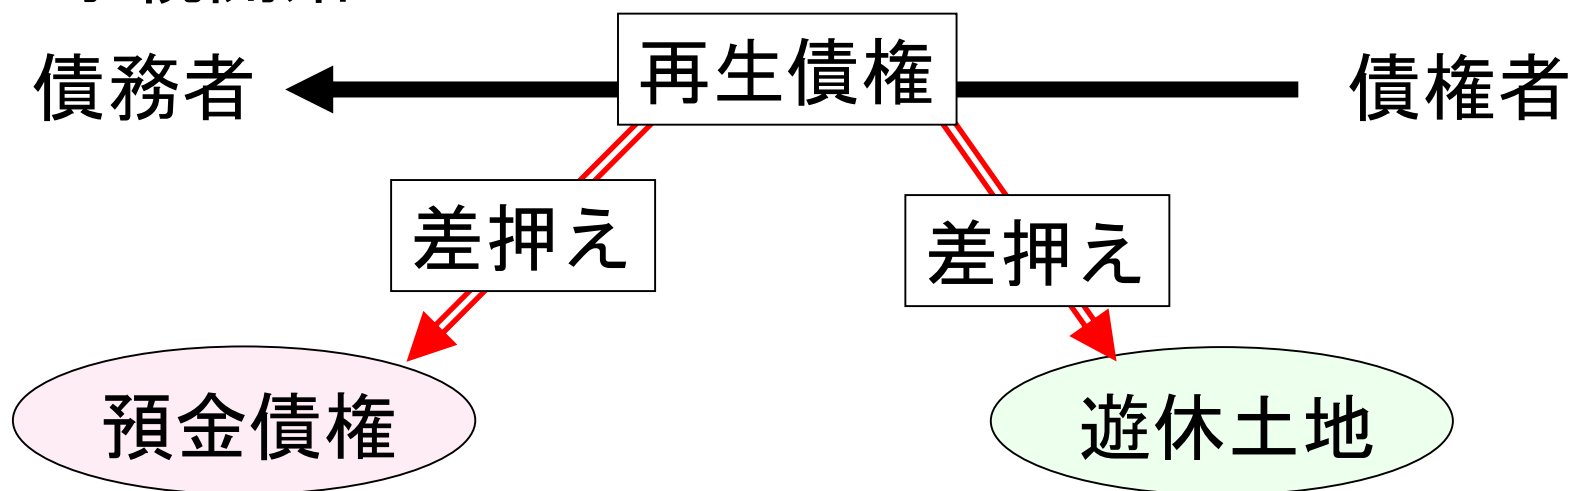 債務者
再生債権
債権者
差押え
差押え
預金債権
遊休土地